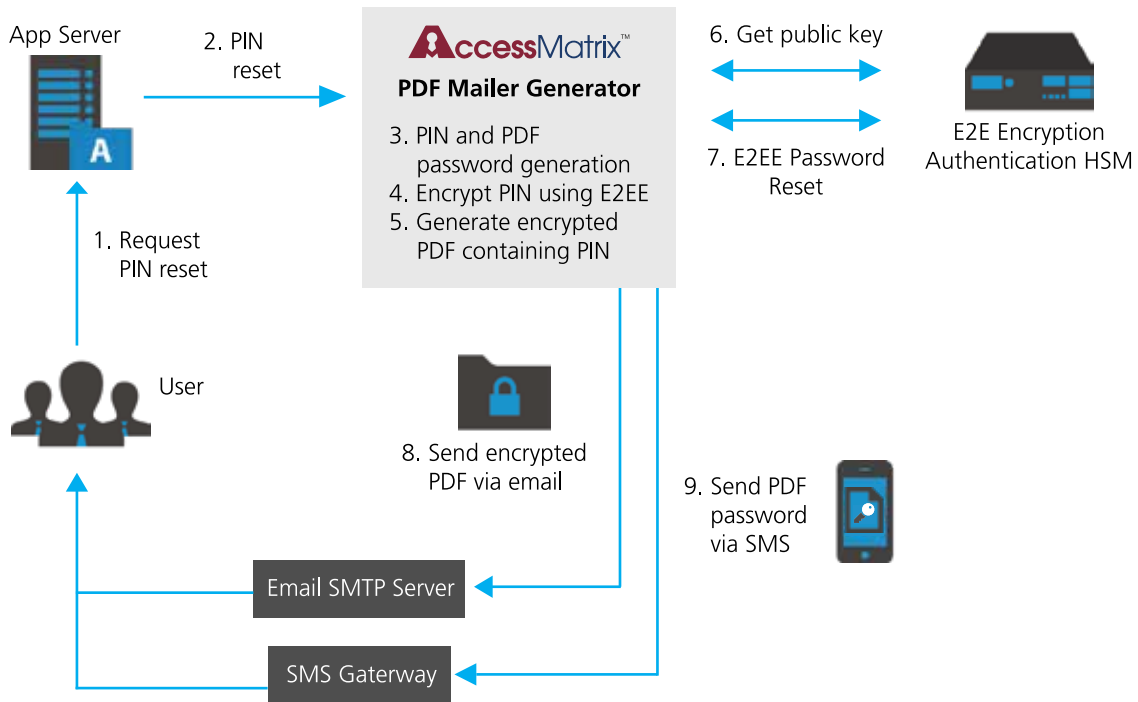 App Server
2. PIN
reset
AccessMatrix™
PDF Mailer Generator
3. PIN and PDF
password generation
4. Encrypt PIN using E2EE
5. Generate encrypted
PDF containing PIN
6. Get public key
7. E2EE Password
Reset
E2E Encryption
Authentication HSM
A
1. Request
PIN reset
User
8. Send encrypted
PDF via email
9. Send PDF
password
via SMS
Email SMTP Server
SMS Gaterway